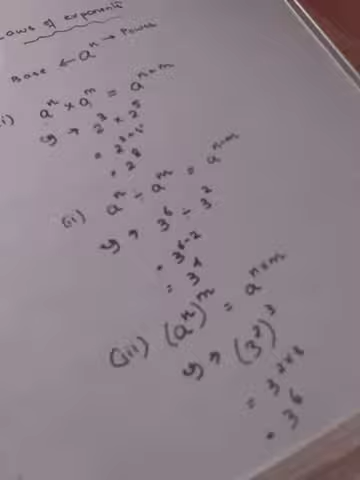 Laws of exponents
Base ← aⁿ → Power
i) aⁿ × aᵐ = aⁿ⁺ᵐ
eg → 2³ × 2⁵
= 2³⁺⁵
= 2⁸
(ii) aⁿ ÷ aᵐ = aⁿ⁻ᵐ
eg → 3⁶ ÷ 3²
= 3⁶⁻²
= 3⁴
(iii) (aⁿ)ᵐ = aⁿˣᵐ
eg → (3²)³
= 3²ˣ³
= 3⁶